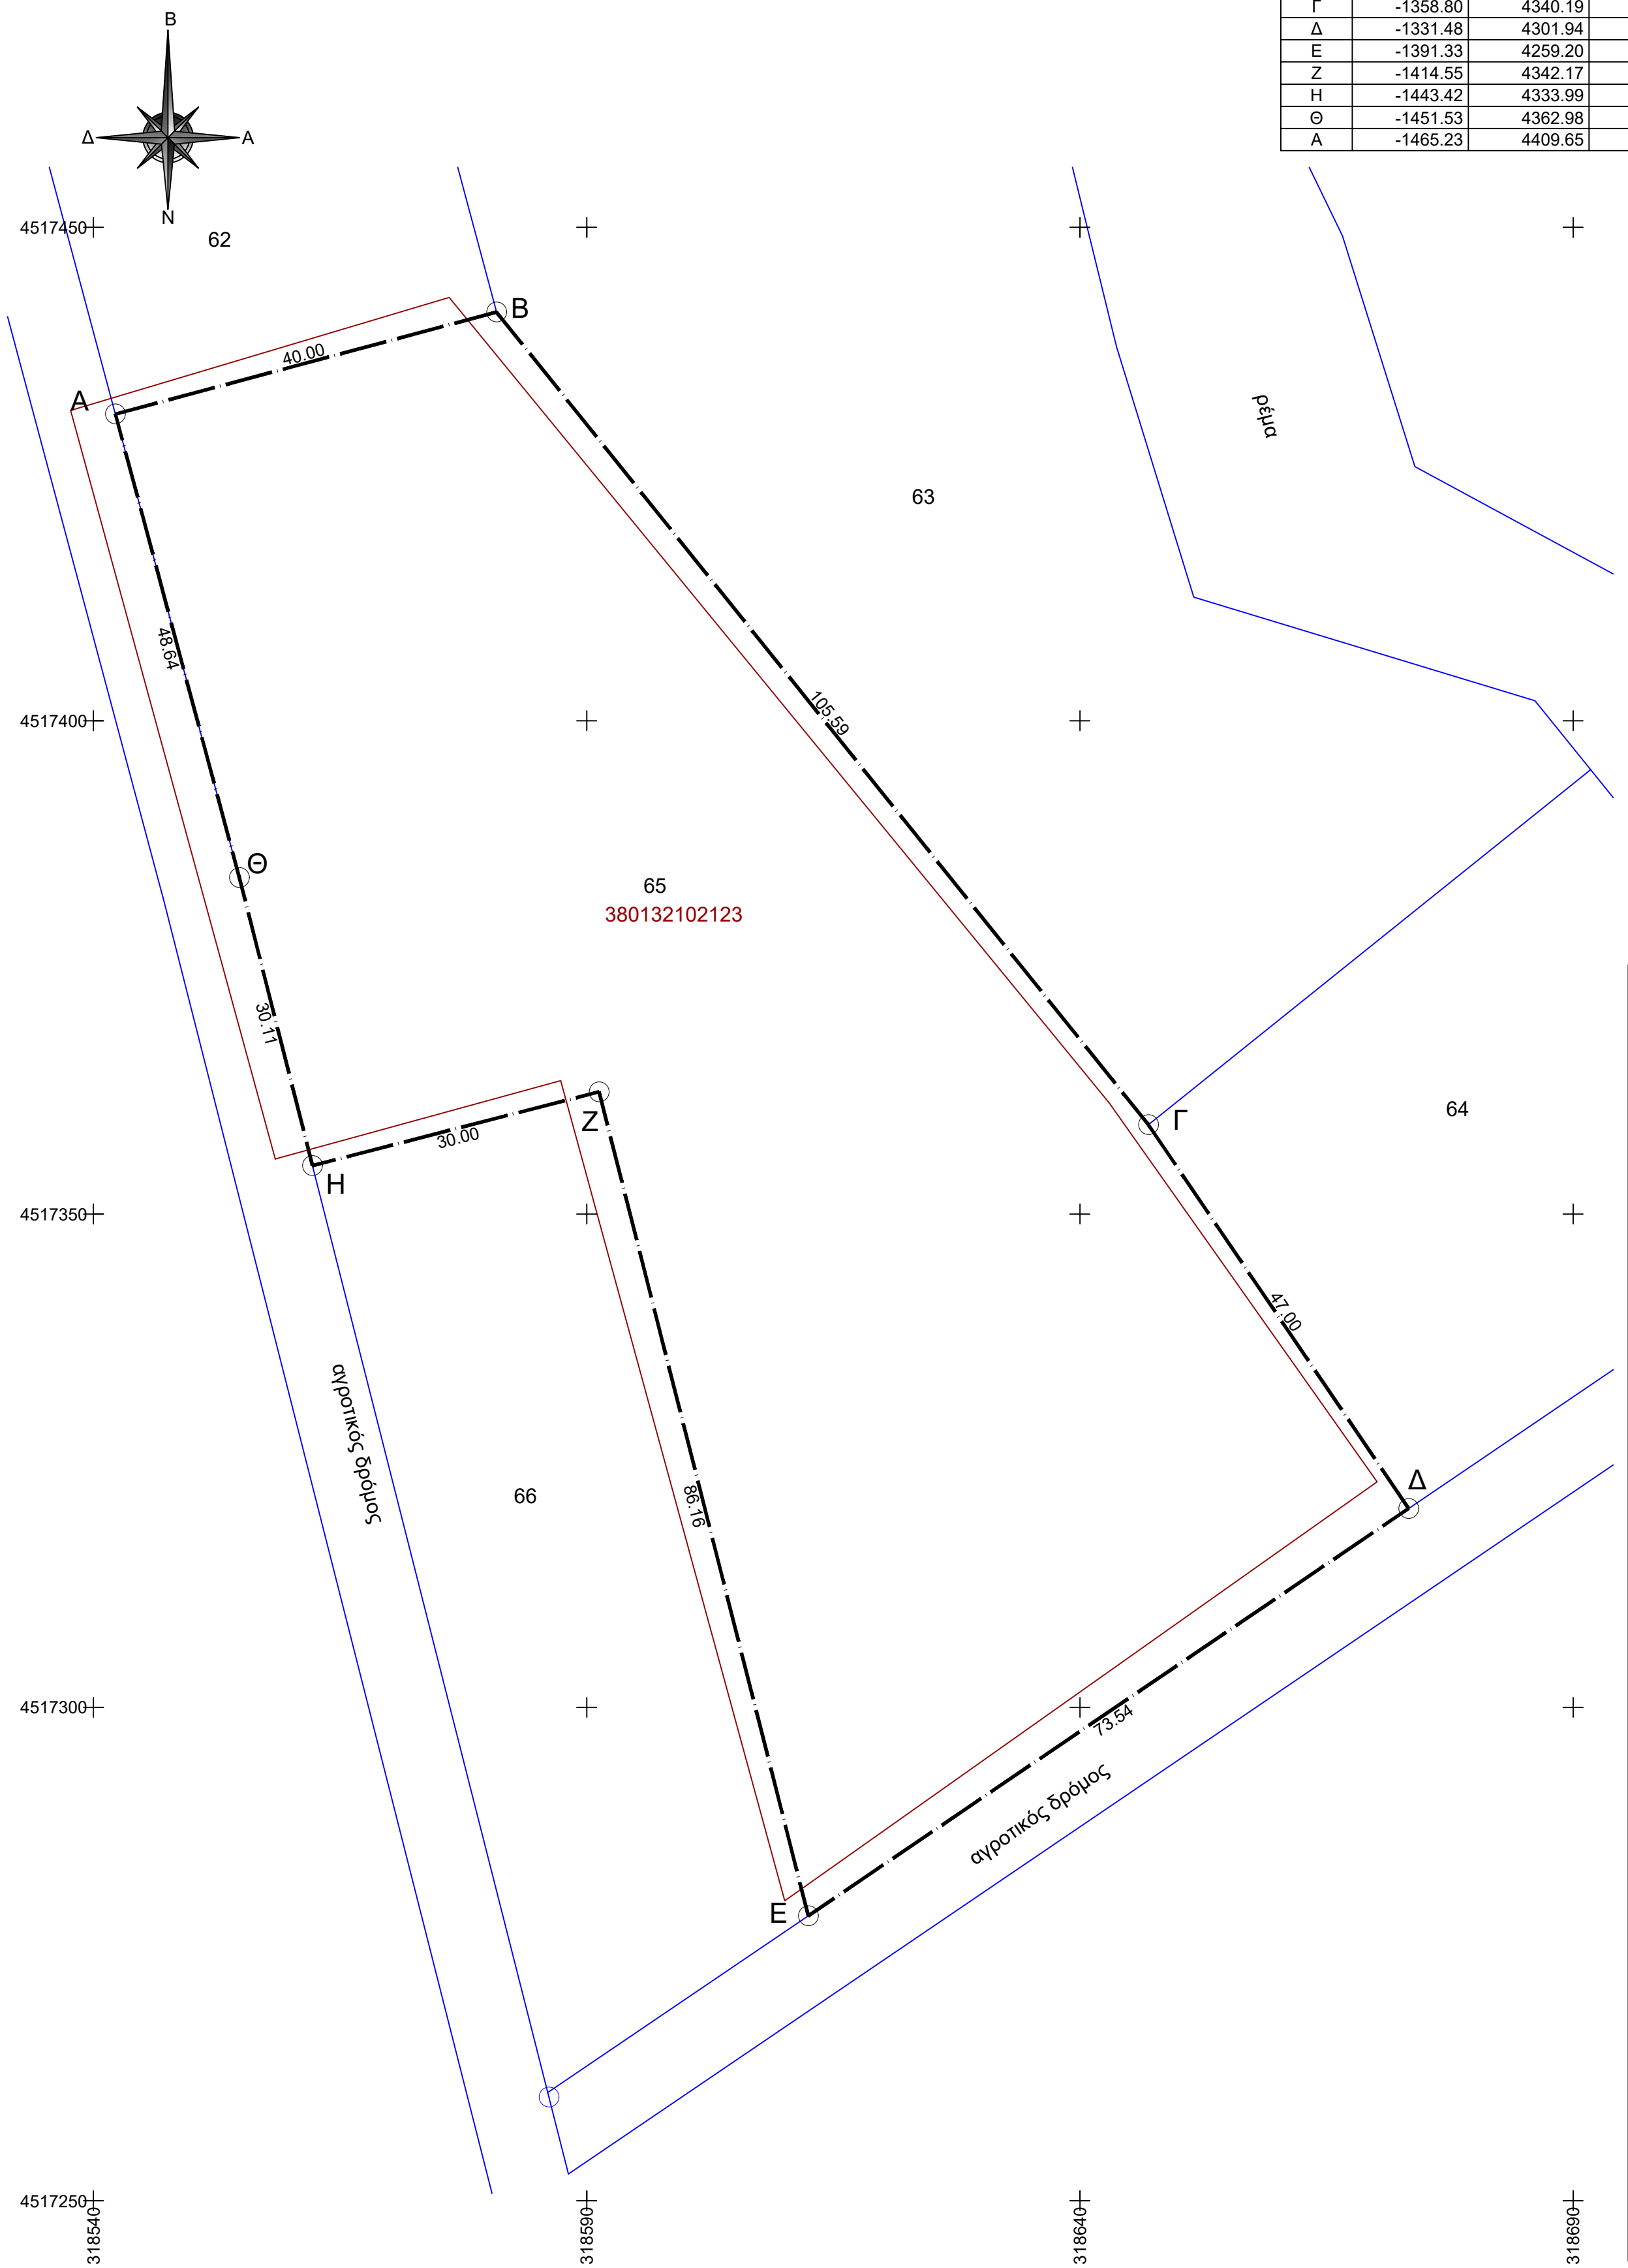 Γ -1358.80 4340.19
Δ -1331.48 4301.94
Ε -1391.33 4259.20
Ζ -1414.55 4342.17
Η -1443.42 4333.99
Θ -1451.53 4362.98
Α -1465.23 4409.65
Β
Δ Α
Ν
4517450
62
Β
40.00
Α
ρέμα
63
48.64
105.59
4517400
Θ
65
380132102123
30.11
Ζ
Γ
64
30.00
Η
4517350
47.00
αγροτικός δρόμος
Δ
66
86.16
4517300
73.54
αγροτικός δρόμος
Ε
4517250
318540
318590
318640
318690